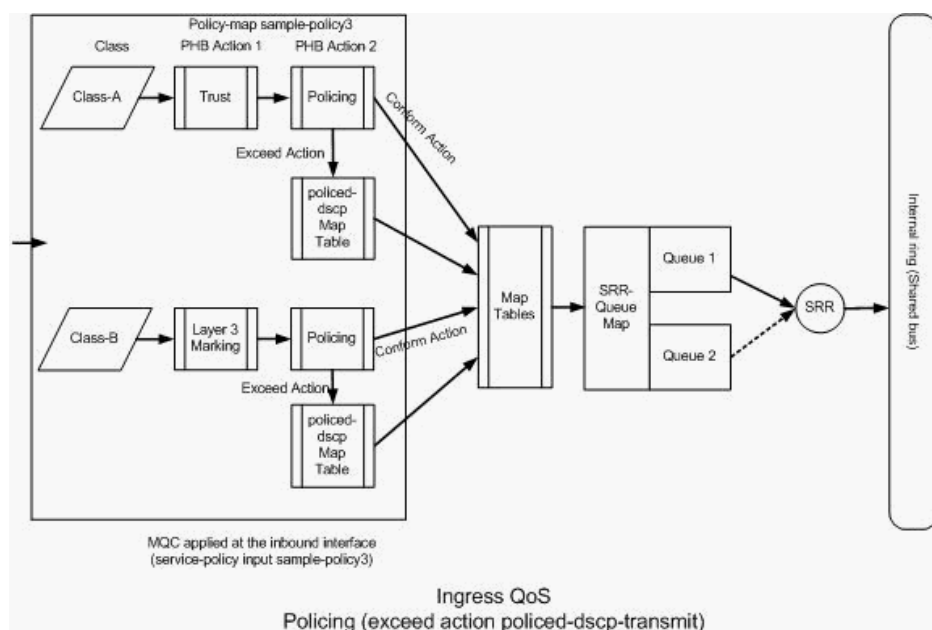 Policy-map sample-policy3
Class
PHB Action 1
PHB Action 2
Class-A
Trust
Policing
Conform Action
Exceed Action
policed-
dscp
Map
Table
Class-B
Layer 3
Marking
Policing
Conform Action
Exceed Action
policed-
dscp
Map
Table
Map
Tables
SRR-
Queue
Map
Queue 1
Queue 2
SRR
Internal ring (Shared bus)
MQC applied at the inbound interface
(service-policy input sample-policy3)
Ingress QoS
Policing (exceed action policed-dscp-transmit)